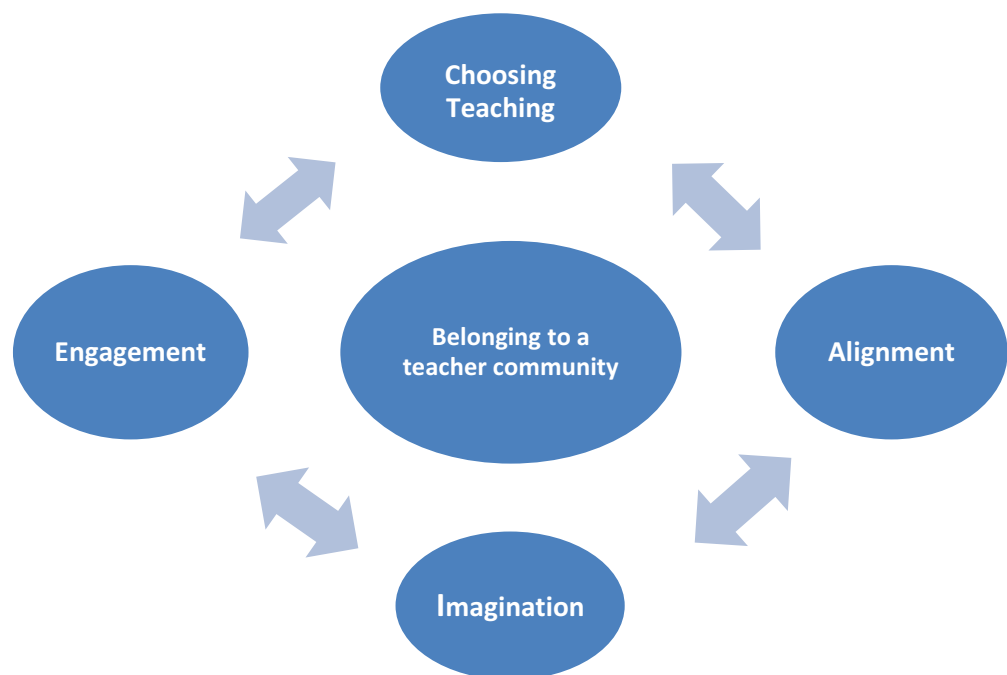 Choosing
Teaching
Engagement
Belonging to a
teacher community
Alignment
Imagination